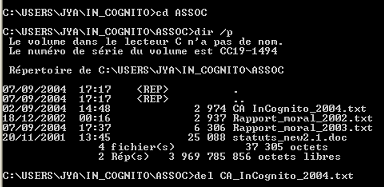 C:\USERS\JYA\IN_COGNITO>cd ASSOC
C:\USERS\JYA\IN_COGNITO\ASSOC>dir /p
Le volume dans le lecteur C n'a pas de nom.
Le numéro de série du volume est CC19-1494
Répertoire de C:\USERS\JYA\IN_COGNITO\ASSOC
07/09/2004 17:17 <REP> .
07/09/2004 17:17 <REP> ..
02/09/2004 14:48 2 974 CA InCognito_2004.txt
18/12/2002 00:16 2 937 Rapport_moral_2002.txt
07/09/2004 17:37 6 306 Rapport_moral_2003.txt
20/11/2001 13:45 25 088 statuts_neu2.1.doc
4 fichier(s) 37 305 octets
2 Rép(s) 3 969 785 856 octets libres
C:\USERS\JYA\IN_COGNITO\ASSOC>del CA_InCognito_2004.txt